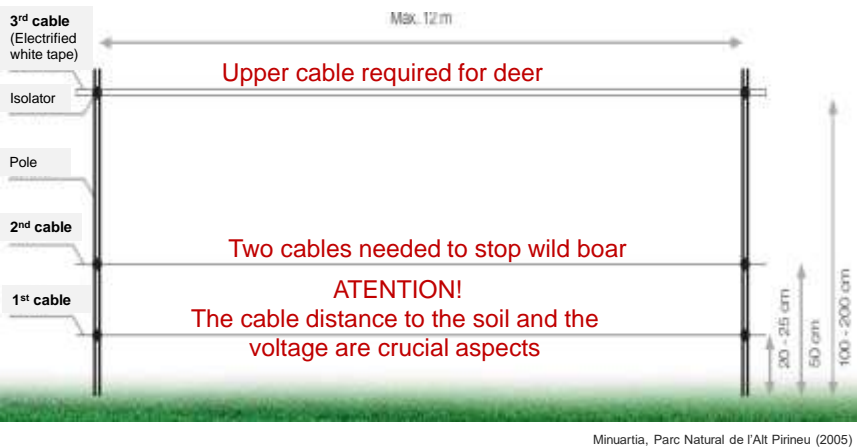 3rd cable
(Electrified
white tape)
Max. 12 m
Upper cable required for deer
Isolator
Pole
2nd cable
Two cables needed to stop wild boar
1st cable
ATENTION!
The cable distance to the soil and the
voltage are crucial aspects
20 - 25 cm
50 cm
100 - 200 cm
Minuartia, Parc Natural de l'Alt Pirineu (2005)